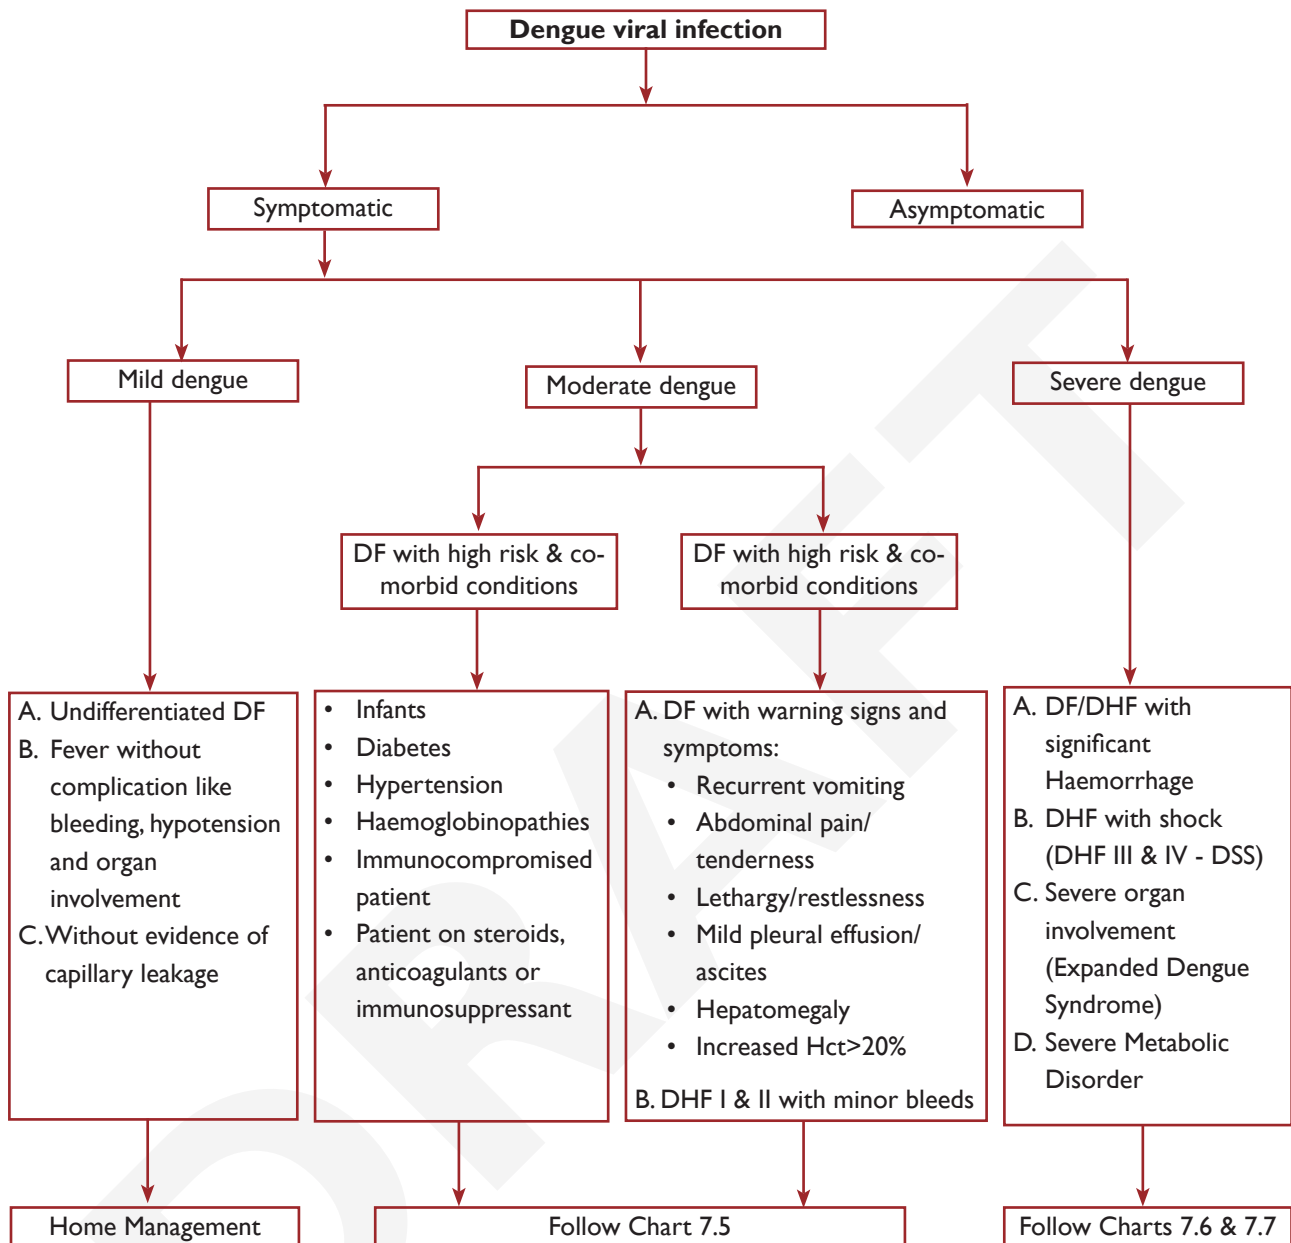 Dengue viral infection
Symptomatic
Asymptomatic
Mild dengue
Moderate dengue
Severe dengue
DF with high risk & co-
morbid conditions
DF with high risk & co-
morbid conditions
A. Undifferentiated DF
B. Fever without
complication like
bleeding, hypotension
and organ
involvement
C. Without evidence of
capillary leakage
• Infants
• Diabetes
• Hypertension
• Haemoglobinopathies
• Immunocompromised
patient
• Patient on steroids,
anticoagulants or
immunosuppressant
A. DF with warning signs and
symptoms:
• Recurrent vomiting
• Abdominal pain/
tenderness
• Lethargy/restlessness
• Mild pleural effusion/
ascites
• Hepatomegaly
• Increased Hct>20%
B. DHF I & II with minor bleeds
A. DF/DHF with
significant
Haemorrhage
B. DHF with shock
(DHF III & IV - DSS)
C. Severe organ
involvement
(Expanded Dengue
Syndrome)
D. Severe Metabolic
Disorder
Home Management
Follow Chart 7.5
Follow Charts 7.6 & 7.7
DRAFT